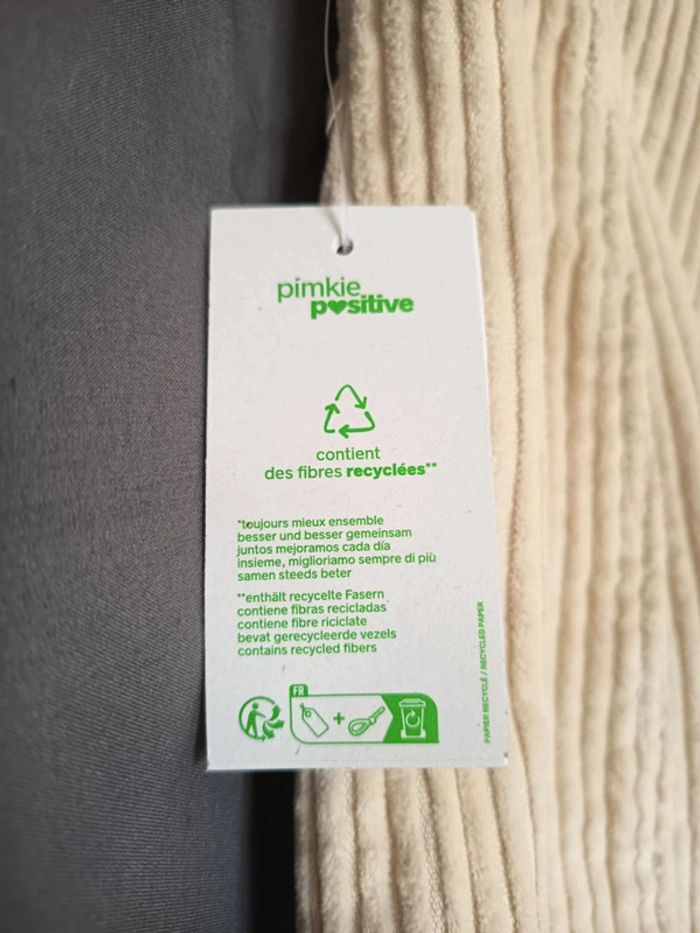 pimkie
p♥sitive
contient
des fibres recyclées**
*toujours mieux ensemble
besser und besser gemeinsam
juntos mejoramos cada día
insieme, miglioriamo sempre di più
samen steeds beter
**enthält recycelte Fasern
contiene fibras recicladas
contiene fibre riciclate
bevat gerecycleerde vezels
contains recycled fibers
FR
+
PAPIER RECYCLÉ / RECYCLED PAPER